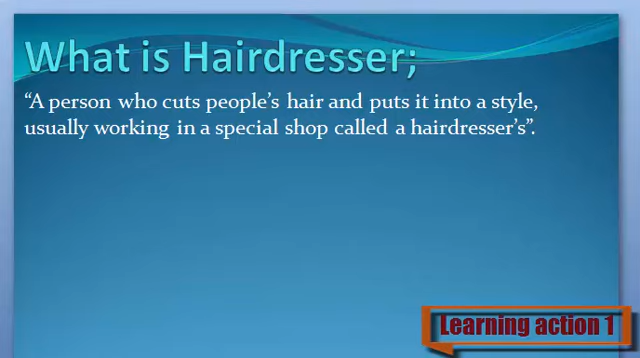 What is Hairdresser;
“A person who cuts people’s hair and puts it into a style,
usually working in a special shop called a hairdresser’s”.
Learning action 1